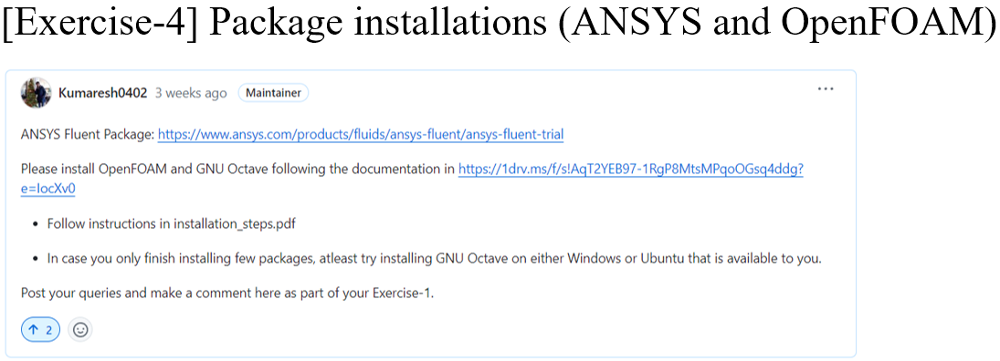 [Exercise-4] Package installations (ANSYS and OpenFOAM)
Kumaresh0402 3 weeks ago Maintainer
ANSYS Fluent Package: https://www.ansys.com/products/fluids/ansys-fluent/ansys-fluent-trial
Please install OpenFOAM and GNU Octave following the documentation in https://1drv.ms/f/s!AqT2YEB97-1RgP8MtsMPqoOGsq4ddg?
e=locXv0
• Follow instructions in installation_steps.pdf
• In case you only finish installing few packages, atleast try installing GNU Octave on either Windows or Ubuntu that is available to you.
Post your queries and make a comment here as part of your Exercise-1.
2